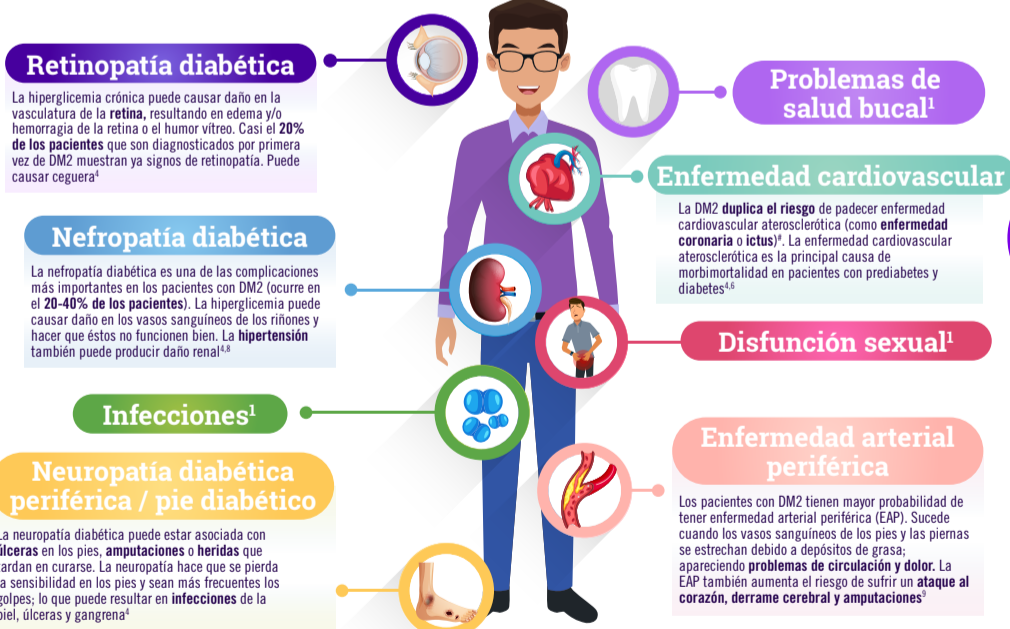 Retinopatía diabética
La hiperglicemia crónica puede causar daño en la
vasculatura de la retina, resultando en edema y/o
hemorragia de la retina o el humor vítreo. Casi el 20%
de los pacientes que son diagnosticados por primera
vez de DM2 muestran ya signos de retinopatía. Puede
causar ceguera4
Nefropatía diabética
La nefropatía diabética es una de las complicaciones
más importantes en los pacientes con DM2 (ocurre en
el 20-40% de los pacientes). La hiperglicemia puede
causar daño en los vasos sanguíneos de los riñones y
hacer que éstos no funcionen bien. La hipertensión
también puede producir daño renal4,8
Infecciones1
Neuropatía diabética
periférica / pie diabético
La neuropatía diabética puede estar asociada con
úlceras en los pies, amputaciones o heridas que
tardan en curarse. La neuropatía hace que se pierda
la sensibilidad en los pies y sean más frecuentes los
golpes; lo que puede resultar en infecciones de la
piel, úlceras y gangrena4
Problemas de
salud bucal1
Enfermedad cardiovascular
La DM2 duplica el riesgo de padecer enfermedad
cardiovascular aterosclerótica (como enfermedad
coronaria o ictus)#. La enfermedad cardiovascular
aterosclerótica es la principal causa de
morbimortalidad en pacientes con prediabetes y
diabetes4,6
Disfunción sexual1
Enfermedad arterial
periférica
Los pacientes con DM2 tienen mayor probabilidad de
tener enfermedad arterial periférica (EAP). Sucede
cuando los vasos sanguíneos de los pies y las piernas
se estrechan debido a depósitos de grasa;
apareciendo problemas de circulación y dolor. La
EAP también aumenta el riesgo de sufrir un ataque al
corazón, derrame cerebral y amputaciones9